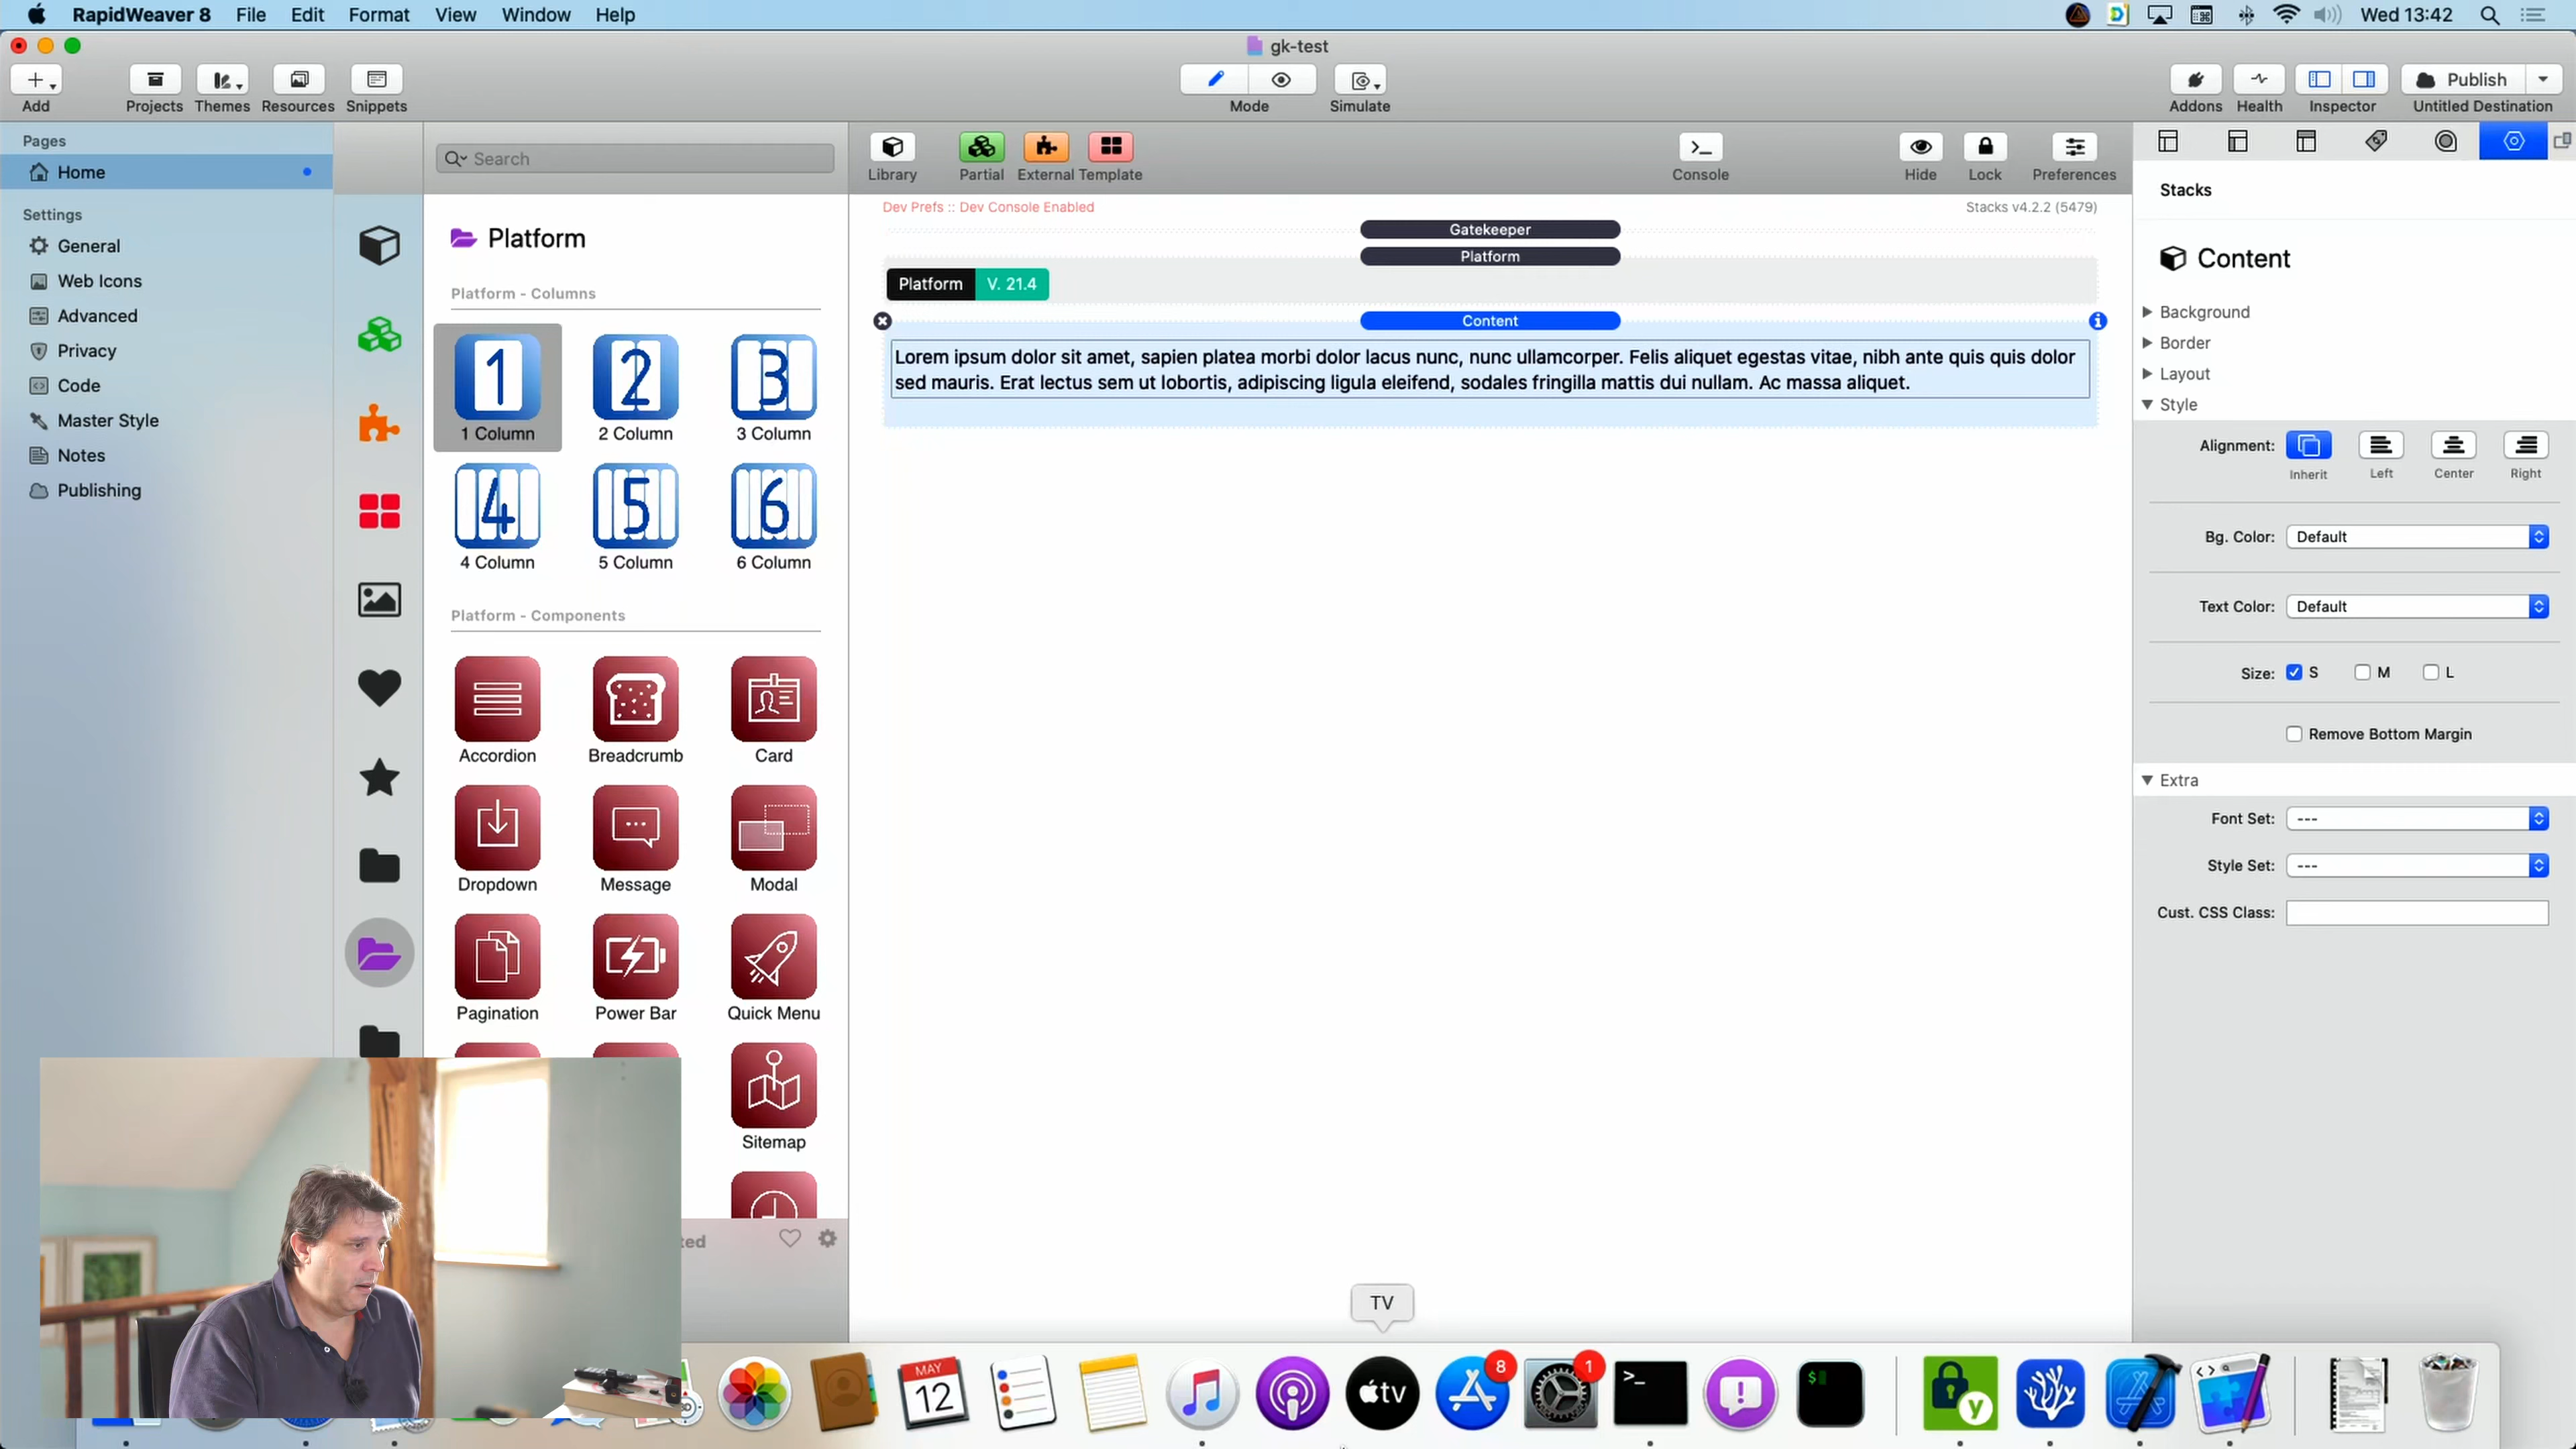 RapidWeaver 8 File Edit Format View Window Help
Wed 13:42
gk-test
Add Projects Themes Resources Snippets
Mode Simulate
Addons Health Inspector Publish
Untitled Destination
Pages
Home
Settings
General
Web Icons
Advanced
Privacy
Code
Master Style
Notes
Publishing
Search
Platform
Platform - Columns
1 Column 2 Column 3 Column
4 Column 5 Column 6 Column
Platform - Components
Accordion Breadcrumb Card
Dropdown Message Modal
Pagination Power Bar Quick Menu
Sitemap
ted
Library Partial External Template
Console
Hide Lock Preferences
Dev Prefs :: Dev Console Enabled
Stacks v4.2.2 (5479)
Gatekeeper
Platform
Platform V. 21.4
Content
Lorem ipsum dolor sit amet, sapien platea morbi dolor lacus nunc, nunc ullamcorper. Felis aliquet egestas vitae, nibh ante quis quis dolor
sed mauris. Erat lectus sem ut lobortis, adipiscing ligula eleifend, sodales fringilla mattis dui nullam. Ac massa aliquet.
Stacks
Content
Background
Border
Layout
Style
Alignment:
Inherit Left Center Right
Bg. Color: Default
Text Color: Default
Size: S M L
Remove Bottom Margin
Extra
Font Set: ---
Style Set: ---
Cust. CSS Class:
TV
MAY
12
tv
8
1
>_
$
y